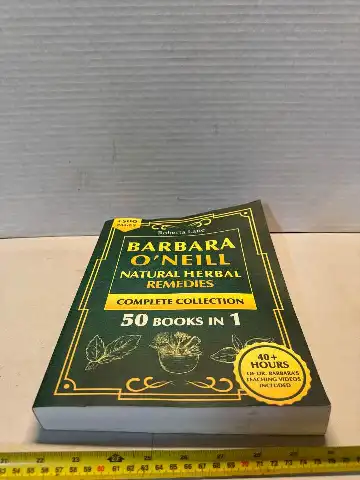 PAGES
Roberta Lane
BARBARA
O'NEILL
NATURAL HERBAL
REMEDIES
COMPLETE COLLECTION
50 BOOKS IN 1
40+
HOURS
OF DR. BARBARA'S
TEACHING VIDEOS
INCLUDED